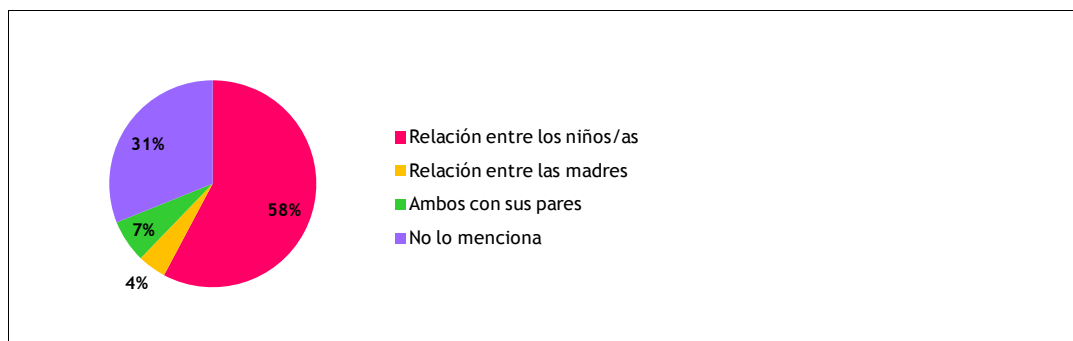 31%
58%
7%
4%
Relación entre los niños/as
Relación entre las madres
Ambos con sus pares
No lo menciona